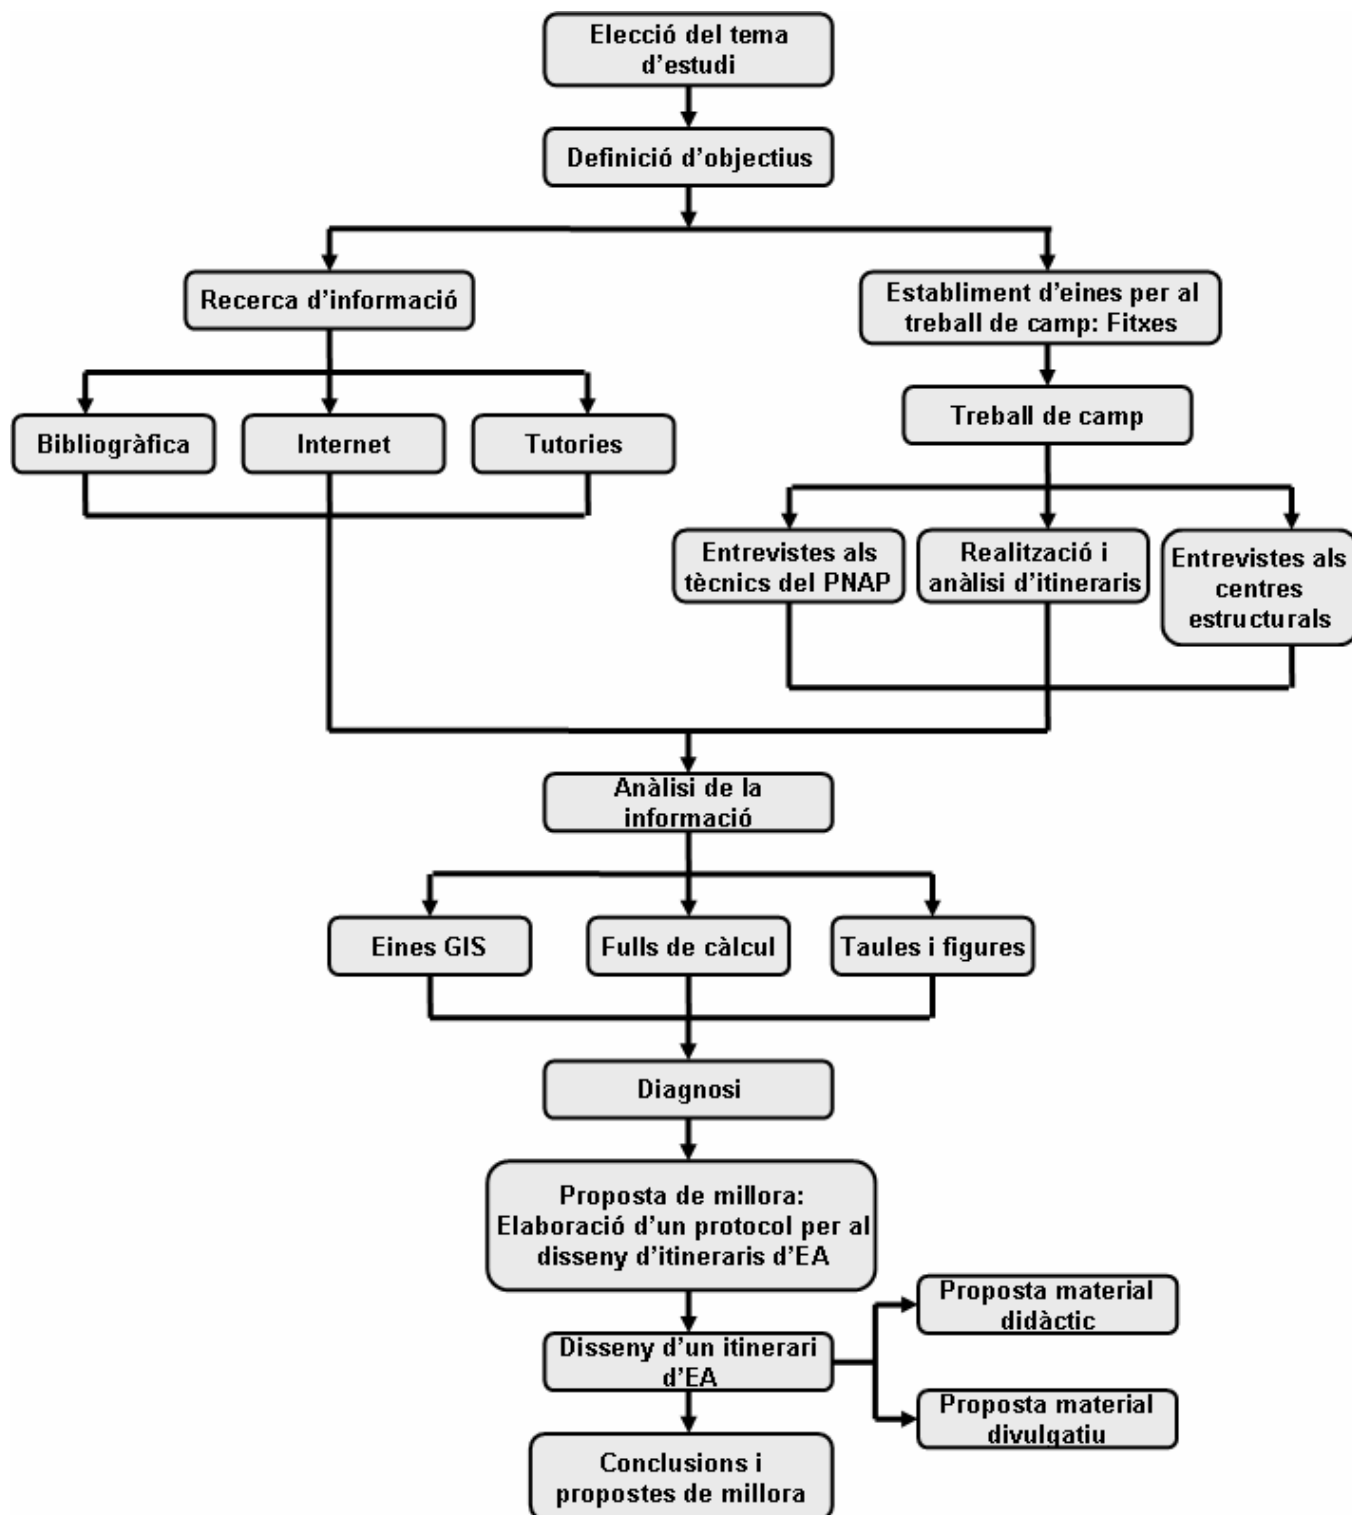 Elecció del tema
d'estudi
Definició d'objectius
Recerca d'informació
Establiment d'eines per al
treball de camp: Fitxes
Treball de camp
Bibliogràfica
Internet
Tutories
Entrevistes als
tècnics del PNAP
Realització i
anàlisi d'itineraris
Entrevistes als
centres
estructurals
Anàlisi de la
informació
Eines GIS
Fulls de càlcul
Taules i figures
Diagnosi
Proposta de millora:
Elaboració d'un protocol per al
disseny d'itineraris d'EA
Proposta material
didàctic
Disseny d'un itinerari
d'EA
Proposta material
divulgatiu
Conclusions i
propostes de millora